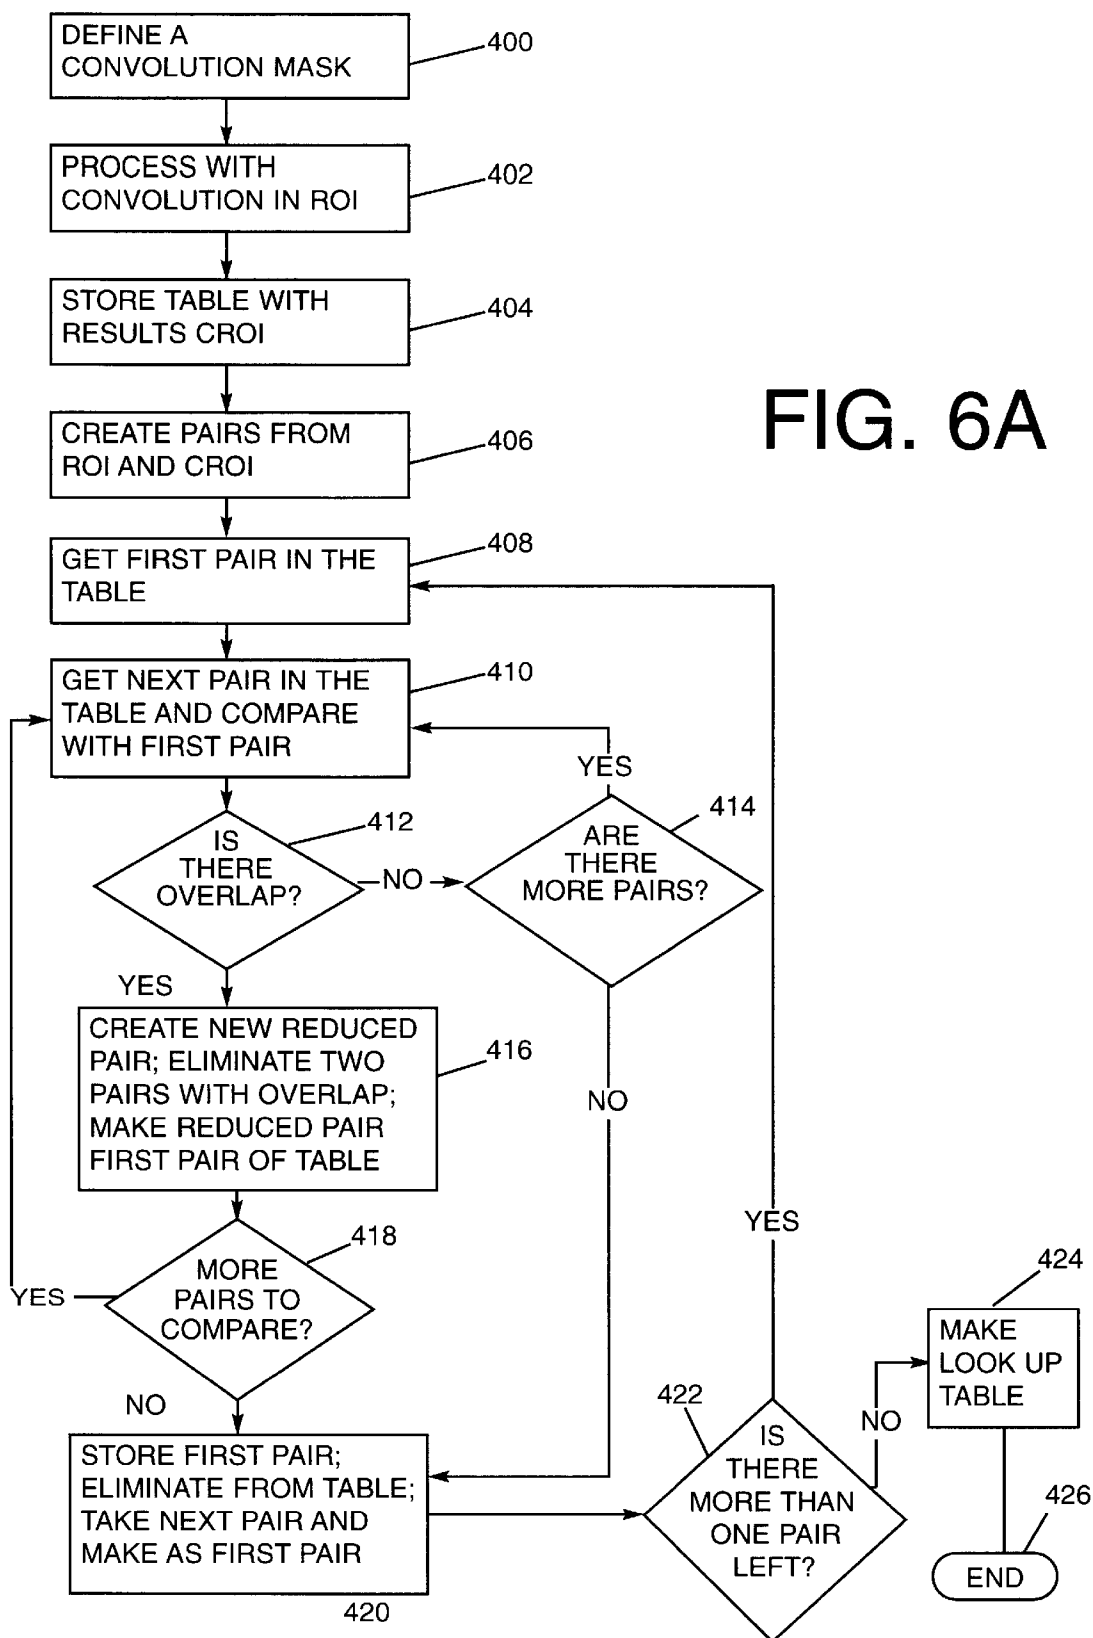 DEFINE A
CONVOLUTION MASK
400
PROCESS WITH
CONVOLUTION IN ROI
402
STORE TABLE WITH
RESULTS CROI
404
CREATE PAIRS FROM
ROI AND CROI
406
FIG. 6A
GET FIRST PAIR IN THE
TABLE
408
GET NEXT PAIR IN THE
TABLE AND COMPARE
WITH FIRST PAIR
410
IS
THERE
OVERLAP?
412
NO
YES
ARE
THERE
MORE PAIRS?
414
YES
NO
CREATE NEW REDUCED
PAIR; ELIMINATE TWO
PAIRS WITH OVERLAP;
MAKE REDUCED PAIR
FIRST PAIR OF TABLE
416
MORE
PAIRS TO
COMPARE?
418
YES
NO
STORE FIRST PAIR;
ELIMINATE FROM TABLE;
TAKE NEXT PAIR AND
MAKE AS FIRST PAIR
420
IS
THERE
MORE THAN
ONE PAIR
LEFT?
422
YES
NO
MAKE
LOOK UP
TABLE
424
END
426